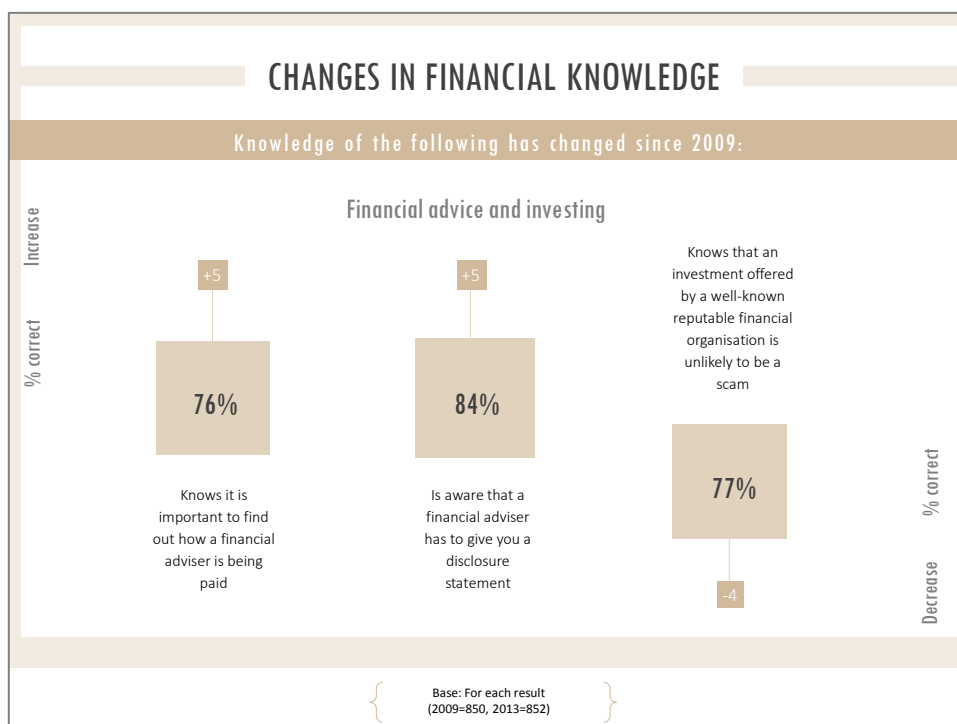 CHANGES IN FINANCIAL KNOWLEDGE
Knowledge of the following has changed since 2009:
Financial advice and investing
Increase
% correct
+5
76%
Knows it is
important to find
out how a financial
adviser is being
paid
+5
84%
Is aware that a
financial adviser
has to give you a
disclosure
statement
Knows that an
investment offered
by a well-known
reputable financial
organisation is
unlikely to be a
scam
77%
-4
% correct
Decrease
Base: For each result
(2009=850, 2013=852)